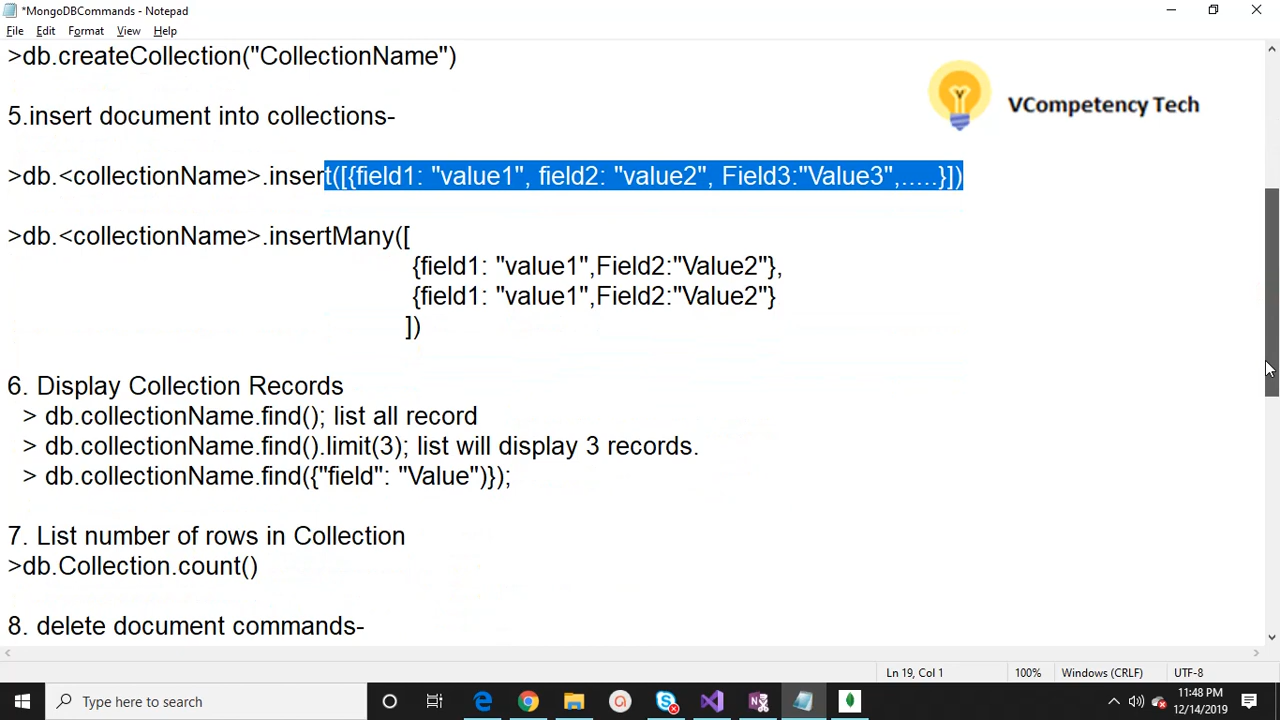 *MongoDBCommands - Notepad
File Edit Format View Help
>db.createCollection("CollectionName")
VCompetency Tech
5.insert document into collections-
>db.<collectionName>.insert([{field1: "value1", field2: "value2", Field3:"Value3",.....}])
>db.<collectionName>.insertMany([
{field1: "value1",Field2:"Value2"},
{field1: "value1",Field2:"Value2"}
])
6. Display Collection Records
> db.collectionName.find(); list all record
> db.collectionName.find().limit(3); list will display 3 records.
> db.collectionName.find({"field": "Value")});
7. List number of rows in Collection
>db.Collection.count()
8. delete document commands-
Ln 19, Col 1 100% Windows (CRLF) UTF-8
Type here to search
11:48 PM
12/14/2019